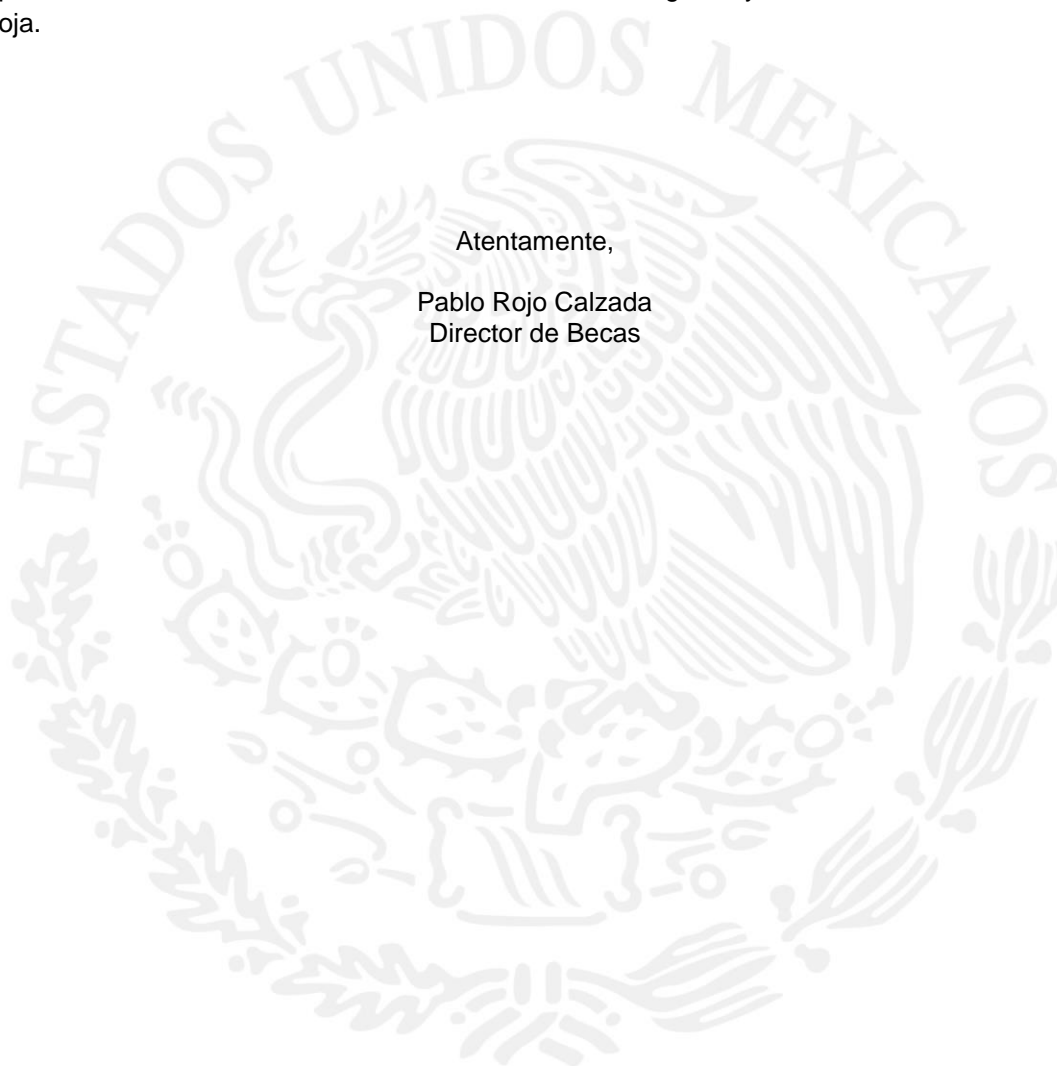 oja.
ESTADOS UNIDOS MEXICANOS
Atentamente,
Pablo Rojo Calzada
Director de Becas